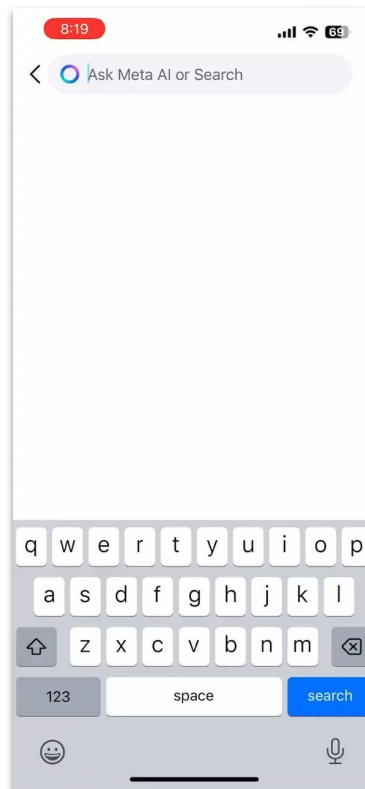 8:19
69
Ask Meta AI or Search
q w e r t y u i o p
a s d f g h j k l
z x c v b n m
123 space search